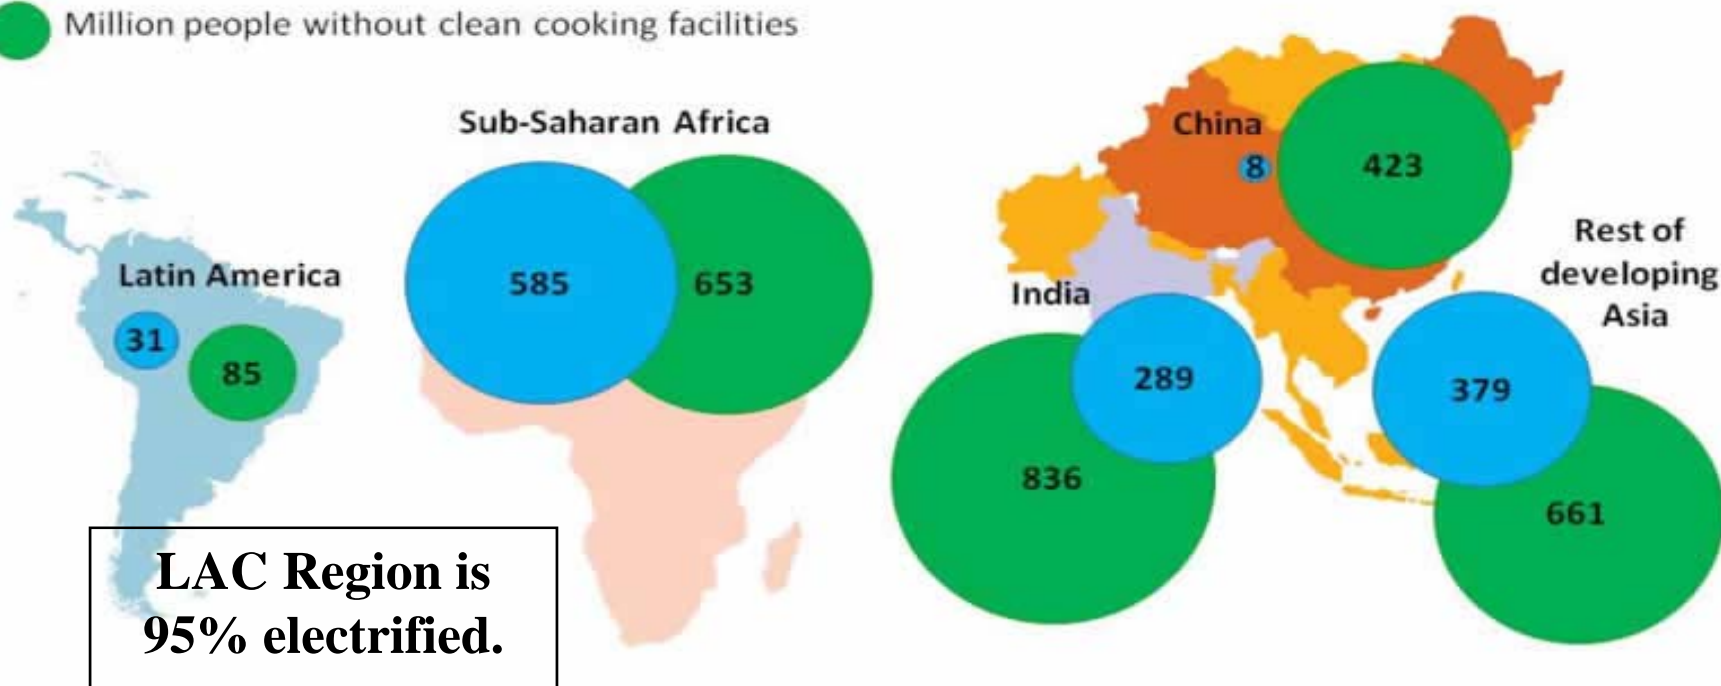 Million people without clean cooking facilities
Sub-Saharan Africa
China
8
423
Rest of
developing
Asia
Latin America
31
85
585
653
India
289
379
836
661
LAC Region is
95% electrified.